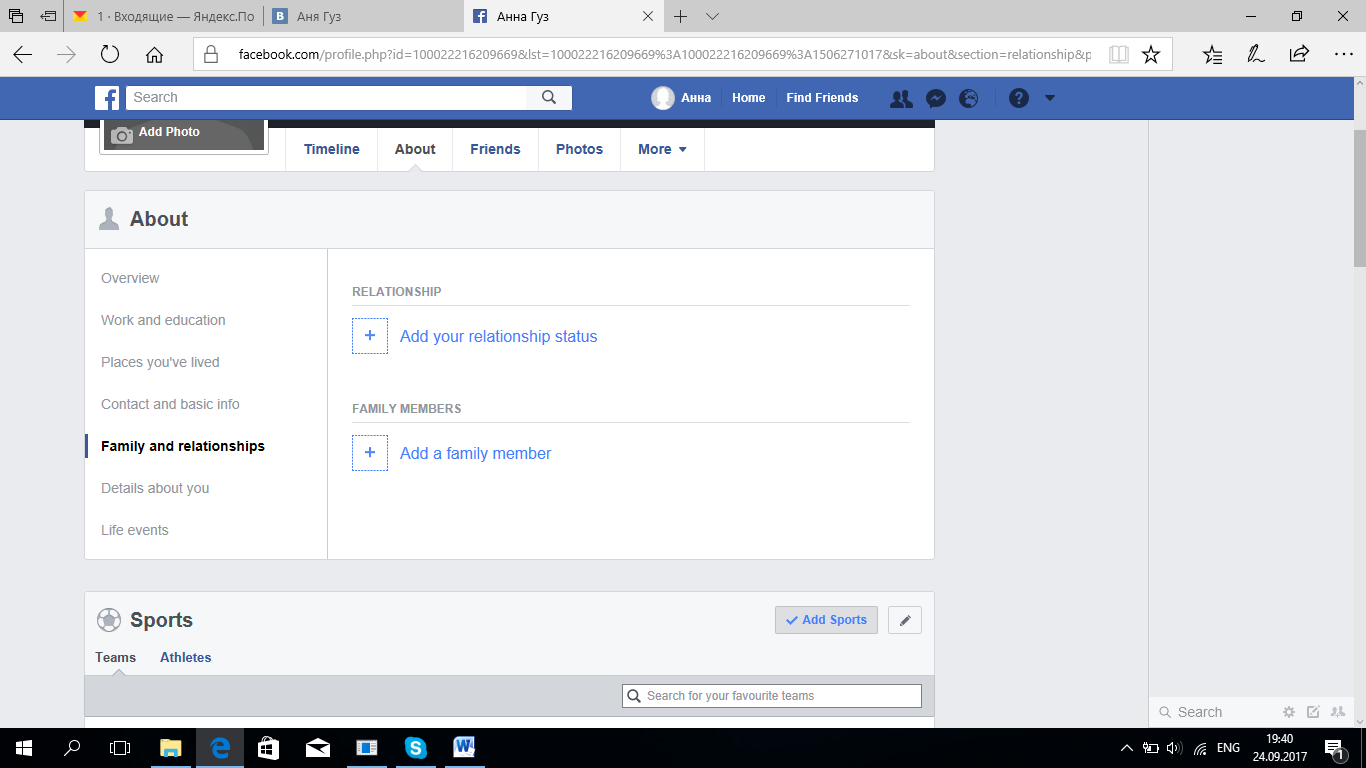 1 · Входящие — Яндекс.По
Аня Гуз
Анна Гуз
facebook.com/profile.php?id=100022216209669&lst=100022216209669%3A100022216209669%3A1506271017&sk=about&section=relationship&p
Search
Анна
Home
Find Friends
Add Photo
Timeline
About
Friends
Photos
More
About
Overview
Work and education
Places you've lived
Contact and basic info
Family and relationships
Details about you
Life events
RELATIONSHIP
+ Add your relationship status
FAMILY MEMBERS
+ Add a family member
Sports
Add Sports
Teams
Athletes
Search for your favourite teams
Search
ENG
19:40
24.09.2017
1